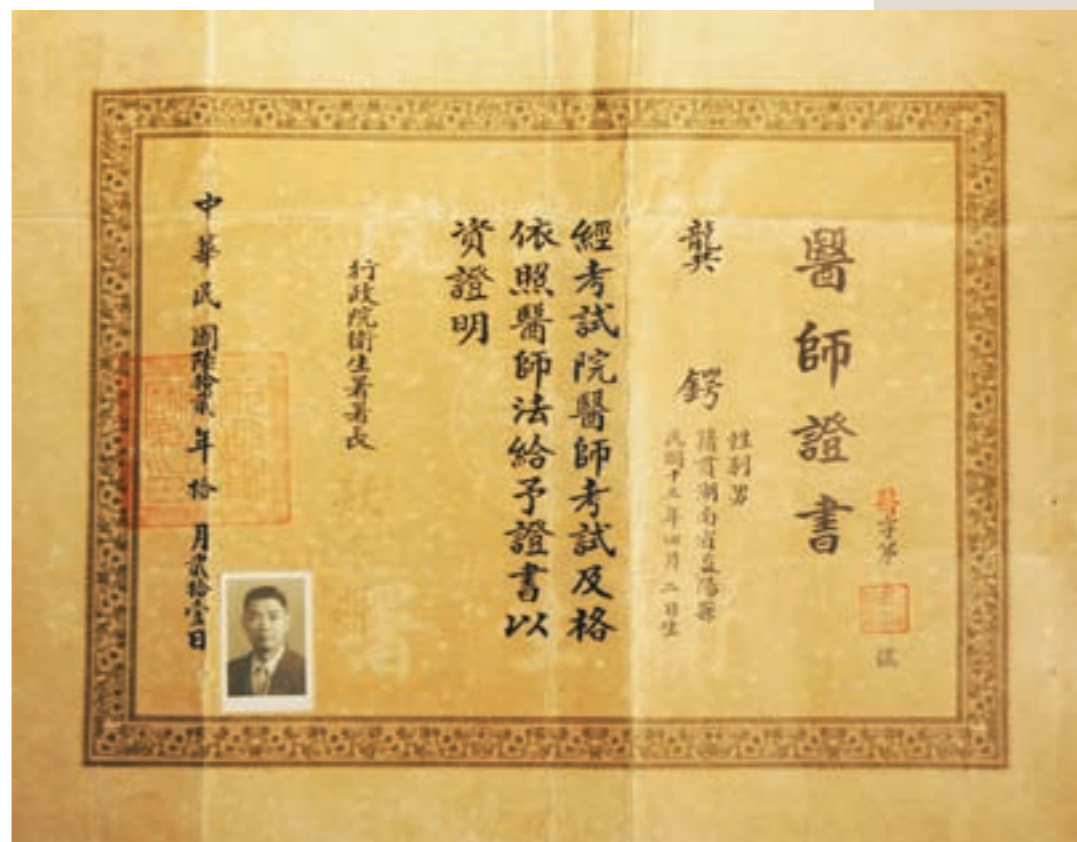 醫師證書
醫字第
號
龔 鍔
性別男
籍貫湖南省益陽縣
民國十五年四月二日生
經考試院醫師考試及格
依照醫師法給予證書以
資證明
行政院衛生署署長
中華民國陸拾貳年拾月貳拾壹日